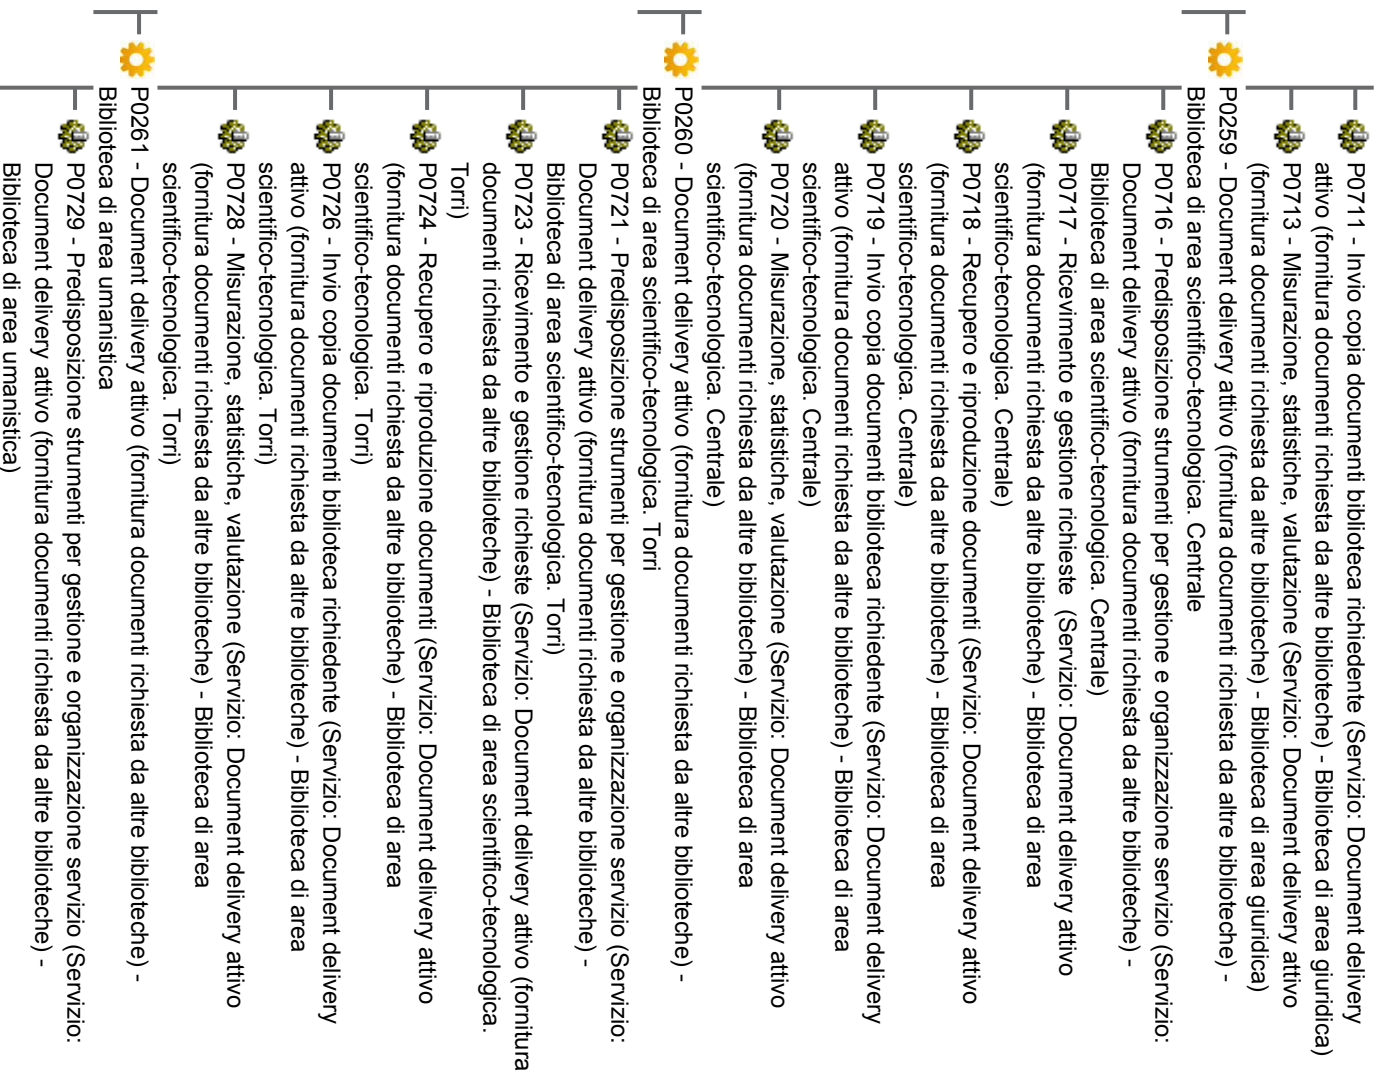 P0711 - Invio copia documenti biblioteca richiedente (Servizio: Document delivery
attivo (fornitura documenti richiesta da altre biblioteche) - Biblioteca di area giuridica)
P0713 - Misurazione, statistiche, valutazione (Servizio: Document delivery attivo
(fornitura documenti richiesta da altre biblioteche) - Biblioteca di area giuridica)
P0259 - Document delivery attivo (fornitura documenti richiesta da altre biblioteche) -
Biblioteca di area scientifico-tecnologica. Centrale
P0716 - Predisposizione strumenti per gestione e organizzazione servizio (Servizio:
Document delivery attivo (fornitura documenti richiesta da altre biblioteche) -
Biblioteca di area scientifico-tecnologica. Centrale)
P0717 - Ricevimento e gestione richieste  (Servizio: Document delivery attivo
(fornitura documenti richiesta da altre biblioteche) - Biblioteca di area
scientifico-tecnologica. Centrale)
P0718 - Recupero e riproduzione documenti (Servizio: Document delivery attivo
(fornitura documenti richiesta da altre biblioteche) - Biblioteca di area
scientifico-tecnologica. Centrale)
P0719 - Invio copia documenti biblioteca richiedente (Servizio: Document delivery
attivo (fornitura documenti richiesta da altre biblioteche) - Biblioteca di area
scientifico-tecnologica. Centrale)
P0720 - Misurazione, statistiche, valutazione (Servizio: Document delivery attivo
(fornitura documenti richiesta da altre biblioteche) - Biblioteca di area
scientifico-tecnologica. Centrale)
P0260 - Document delivery attivo (fornitura documenti richiesta da altre biblioteche) -
Biblioteca di area scientifico-tecnologica. Torri
P0721 - Predisposizione strumenti per gestione e organizzazione servizio (Servizio:
Document delivery attivo (fornitura documenti richiesta da altre biblioteche) -
Biblioteca di area scientifico-tecnologica. Torri)
P0723 - Ricevimento e gestione richieste (Servizio: Document delivery attivo (fornitura
documenti richiesta da altre biblioteche) - Biblioteca di area scientifico-tecnologica.
Torri)
P0724 - Recupero e riproduzione documenti (Servizio: Document delivery attivo
(fornitura documenti richiesta da altre biblioteche) - Biblioteca di area
scientifico-tecnologica. Torri)
P0726 - Invio copia documenti biblioteca richiedente (Servizio: Document delivery
attivo (fornitura documenti richiesta da altre biblioteche) - Biblioteca di area
scientifico-tecnologica. Torri)
P0728 - Misurazione, statistiche, valutazione (Servizio: Document delivery attivo
(fornitura documenti richiesta da altre biblioteche) - Biblioteca di area
scientifico-tecnologica. Torri)
P0261 - Document delivery attivo (fornitura documenti richiesta da altre biblioteche) -
Biblioteca di area umanistica
P0729 - Predisposizione strumenti per gestione e organizzazione servizio (Servizio:
Document delivery attivo (fornitura documenti richiesta da altre biblioteche) -
Biblioteca di area umanistica)